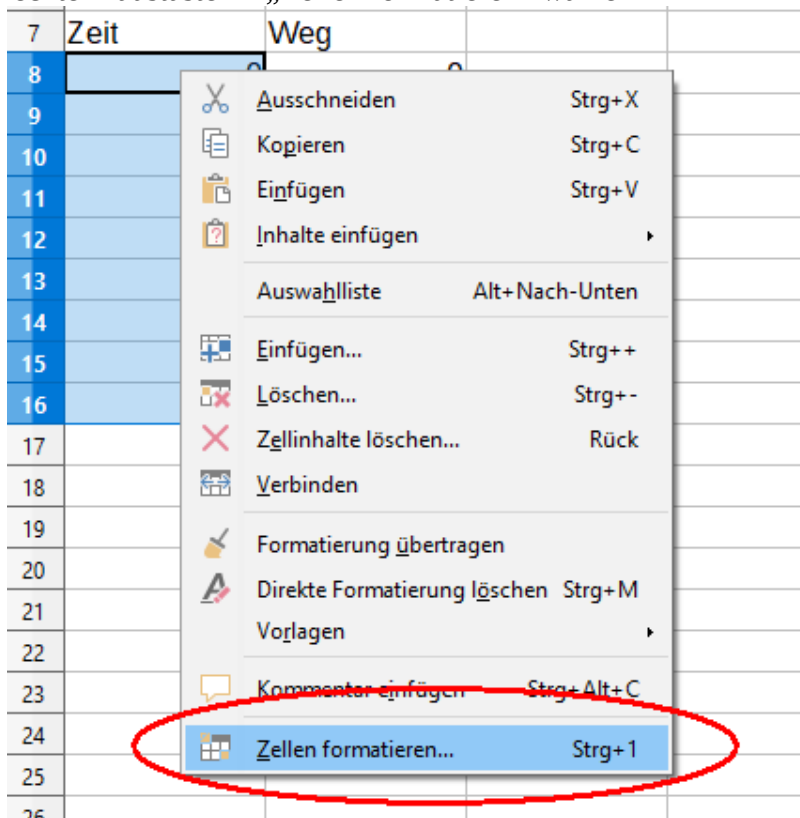 7 Zeit Weg
8 0 0
9
10
11
12
13
14
15
16
17
18
19
20
21
22
23
24
25
26
Ausschneiden Strg+X
Kopieren Strg+C
Einfügen Strg+V
Inhalte einfügen
Auswahlliste Alt+Nach-Unten
Einfügen... Strg++
Löschen... Strg+-
Zellinhalte löschen... Rück
Verbinden
Formatierung übertragen
Direkte Formatierung löschen Strg+M
Vorlagen
Kommentar einfügen Strg+Alt+C
Zellen formatieren... Strg+1